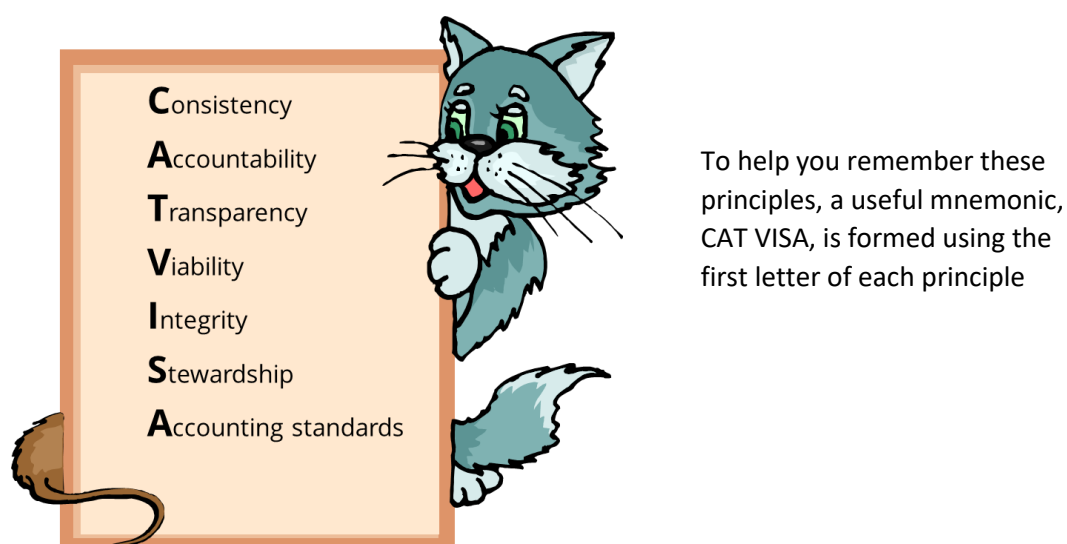 Consistency
Accountability
Transparency
Viability
Integrity
Stewardship
Accounting standards
To help you remember these
principles, a useful mnemonic,
CAT VISA, is formed using the
first letter of each principle